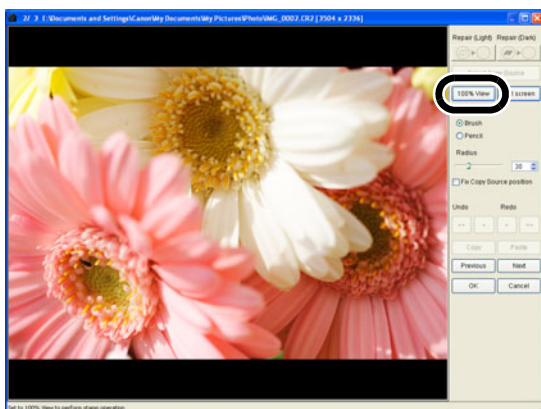 2/ 3 E:\Documents and Settings\Canon\My Documents\My Pictures\Photo\IMG_0002.CR2 [3504 x 2336]
Repair (Light) Repair (Dark)
Source
100% View screen
Brush
Pencil
Radius
30
Fix Copy Source position
Undo Redo
Copy Paste
Previous Next
OK Cancel
Set to 100% View to perform stamp operation.